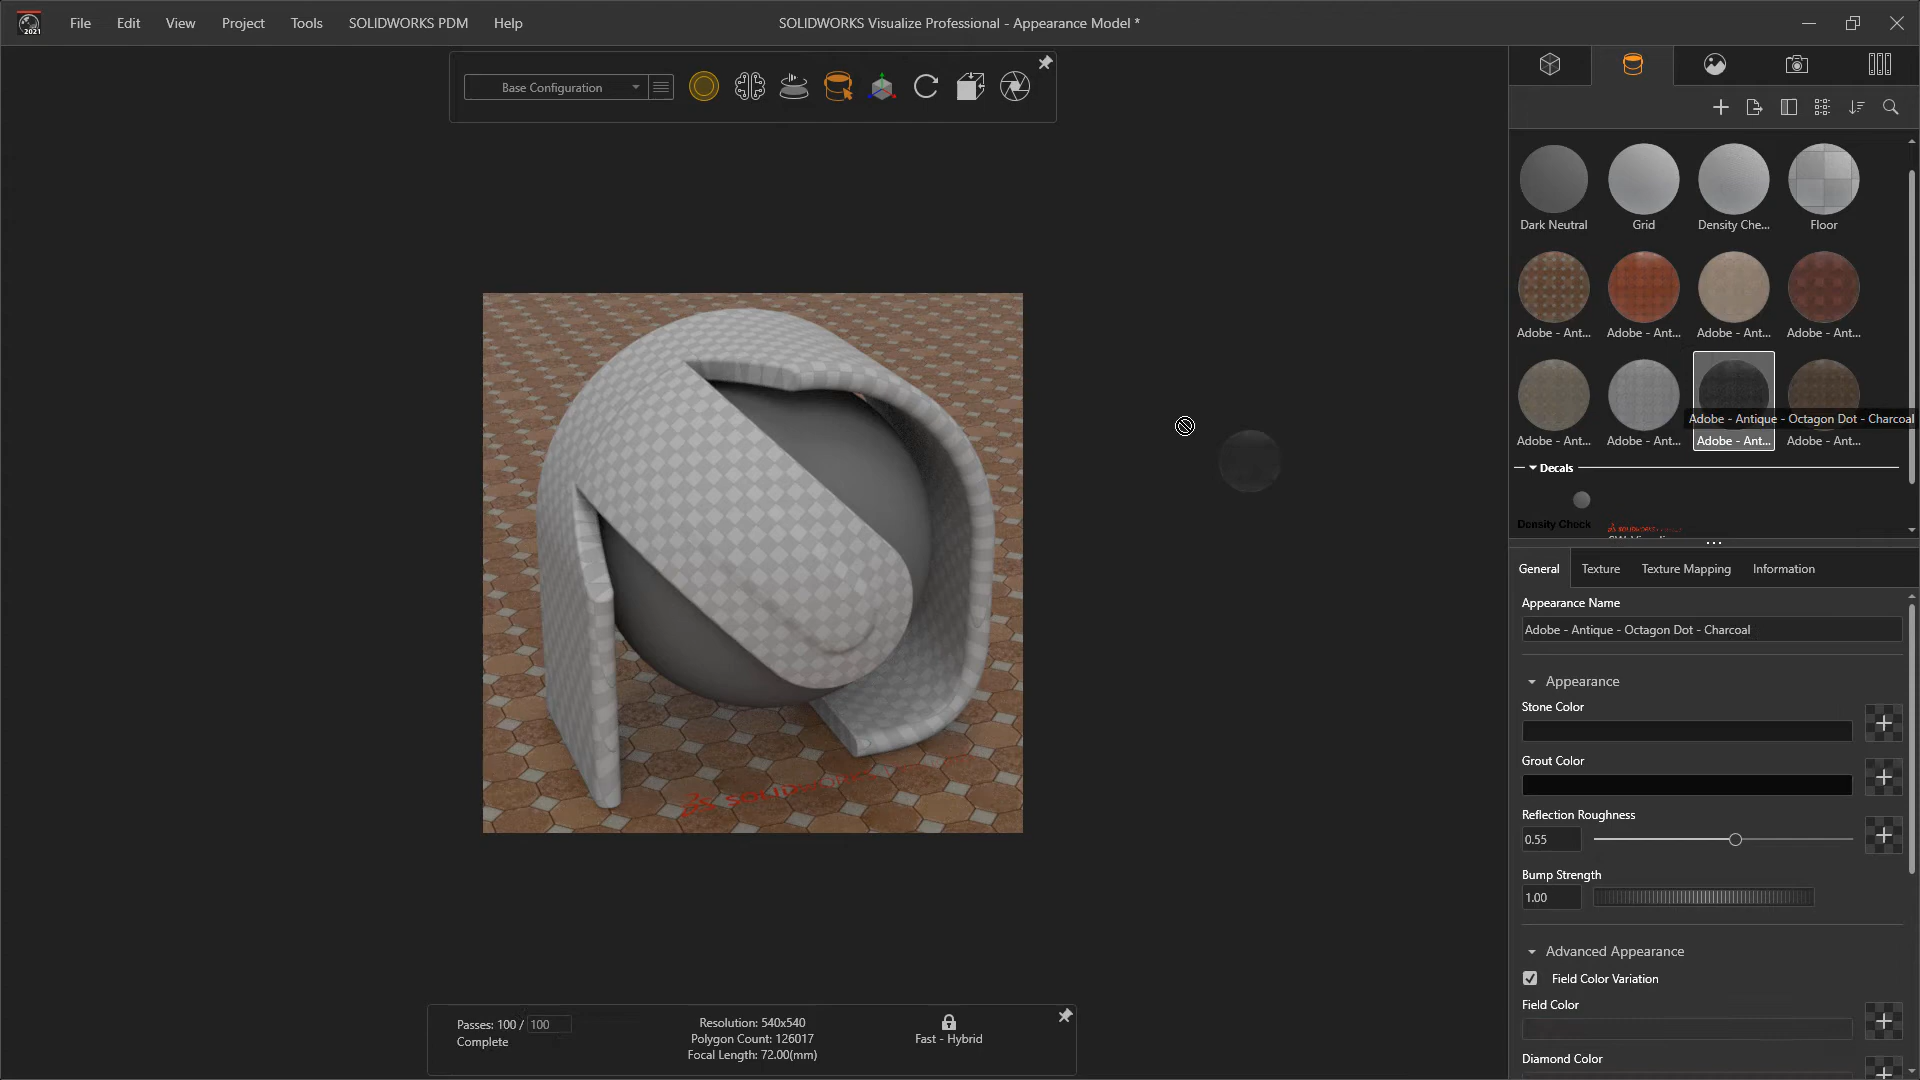 2021
File Edit View Project Tools SOLIDWORKS PDM Help
SOLIDWORKS Visualize Professional - Appearance Model *
Base Configuration
Dark Neutral Grid Density Che... Floor
Adobe - Ant... Adobe - Ant... Adobe - Ant... Adobe - Ant...
Adobe - Antique - Octagon Dot - Charcoal
Adobe - Ant... Adobe - Ant... Adobe - Ant... Adobe - Ant...
Decals
Density Check
General Texture Texture Mapping Information
Appearance Name
Adobe - Antique - Octagon Dot - Charcoal
Appearance
Stone Color
Grout Color
Reflection Roughness
0.55
Bump Strength
1.00
Advanced Appearance
Field Color Variation
Field Color
Diamond Color
Passes: 100 / 100
Complete
Resolution: 540x540
Polygon Count: 126017
Focal Length: 72.00(mm)
Fast - Hybrid